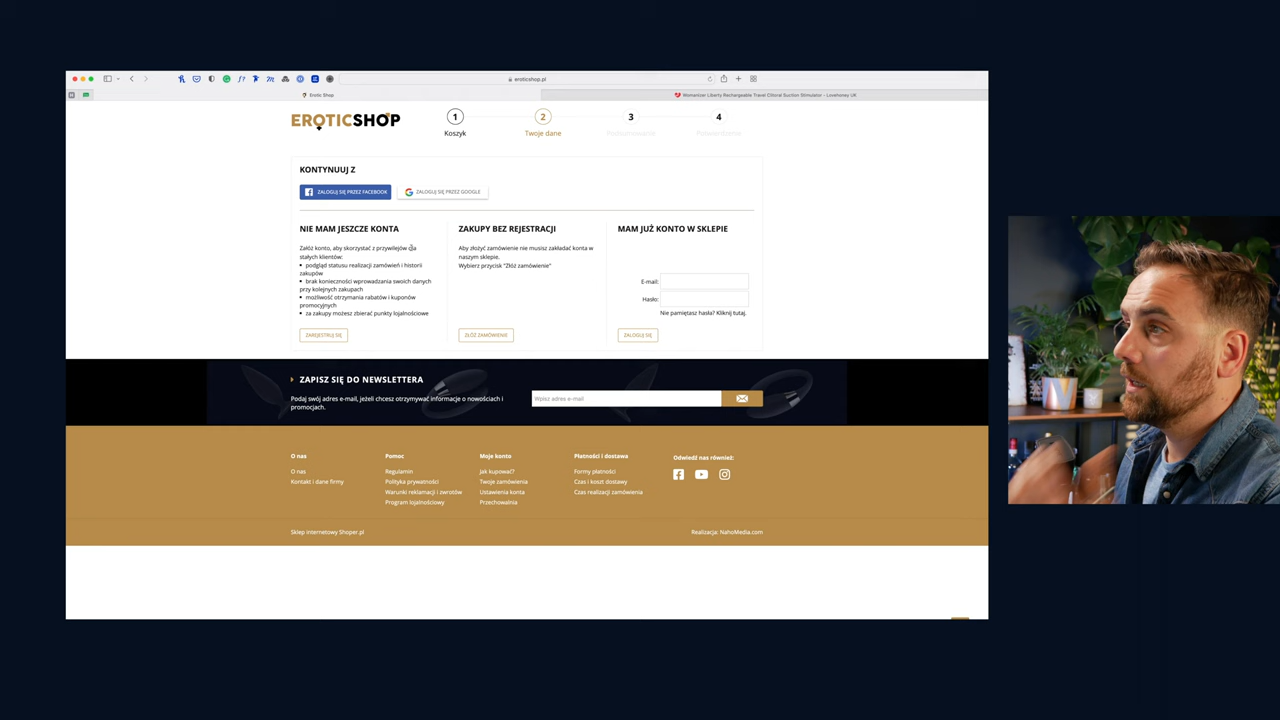 eroticshop.pl
Erotic Shop
Womanizer Liberty Rechargeable Travel Clitoral Suction Stimulator - Lovehoney UK
EROTICSHOP
1
2
3
4
Koszyk
Twoje dane
Podsumowanie
Potwierdzenie
KONTYNUUJ Z
ZALOGUJ SIĘ PRZEZ FACEBOOK
ZALOGUJ SIĘ PRZEZ GOOGLE
NIE MAM JESZCZE KONTA
Załóż konto, aby skorzystać z przywilejów dla
stałych klientów:
• podgląd statusu realizacji zamówień i historii
zakupów
• brak konieczności wprowadzania swoich danych
przy kolejnych zakupach
• możliwość otrzymania rabatów i kuponów
promocyjnych
• za zakupy możesz zbierać punkty lojalnościowe
ZAREJESTRUJ SIĘ
ZAKUPY BEZ REJESTRACJI
Aby złożyć zamówienie nie musisz zakładać konta w
naszym sklepie.
Wybierz przycisk "Złóż zamówienie"
ZŁÓŻ ZAMÓWIENIE
MAM JUŻ KONTO W SKLEPIE
E-mail:
Hasło:
Nie pamiętasz hasła? Kliknij tutaj.
ZALOGUJ SIĘ
ZAPISZ SIĘ DO NEWSLETTERA
Podaj swój adres e-mail, jeżeli chcesz otrzymywać informacje o nowościach i
promocjach.
Wpisz adres e-mail
O nas
O nas
Kontakt i dane firmy
Pomoc
Regulamin
Polityka prywatności
Warunki reklamacji i zwrotów
Program lojalnościowy
Moje konto
Jak kupować?
Twoje zamówienia
Ustawienia konta
Przechowalnia
Płatności i dostawa
Formy płatności
Czas i koszt dostawy
Czas realizacji zamówienia
Odwiedź nas również:
Sklep internetowy Shoper.pl
Realizacja: NahoMedia.com